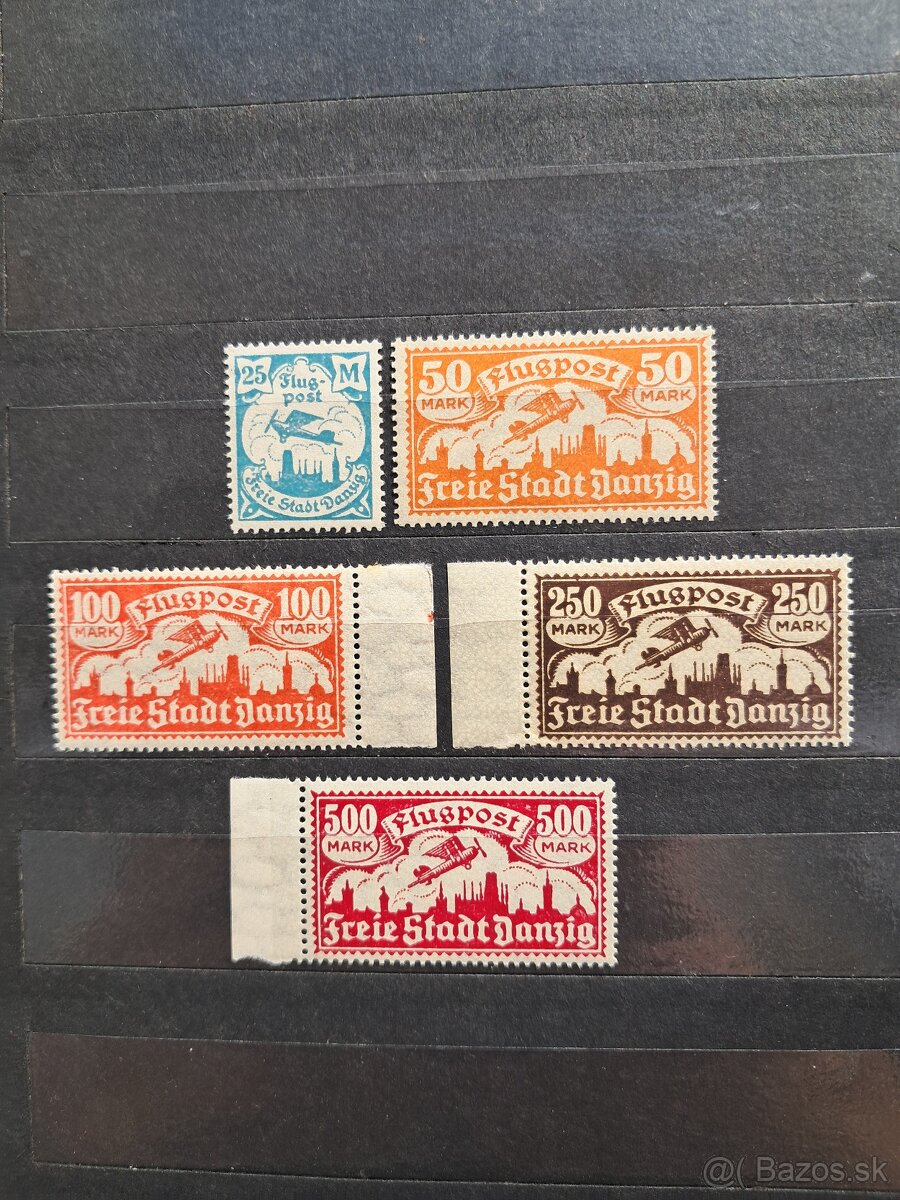 25 M
Flug-
post
Freie Stadt Danzig
50 Flugpost 50
MARK MARK
Freie Stadt Danzig
100 Flugpost 100
MARK MARK
Freie Stadt Danzig
250 Flugpost 250
MARK MARK
Freie Stadt Danzig
500 Flugpost 500
MARK MARK
Freie Stadt Danzig
@( Bazos.sk